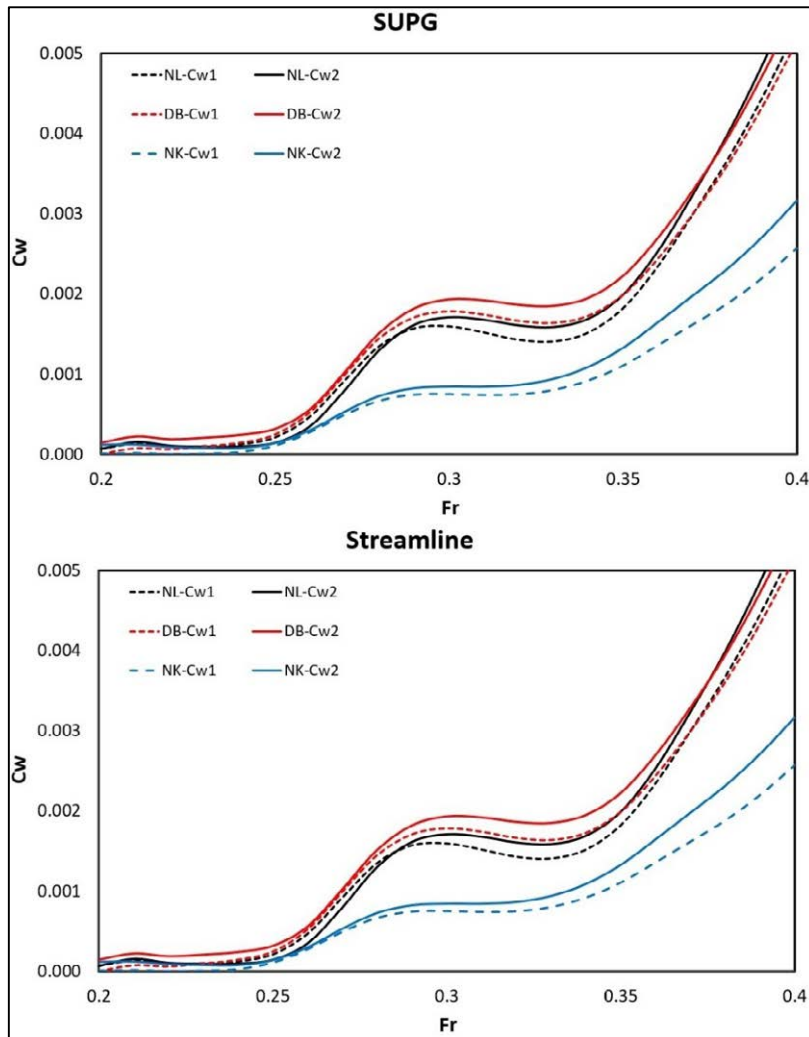 SUPG
0.005
NL-Cw1 NL-Cw2
DB-Cw1 DB-Cw2
0.004
NK-Cw1 NK-Cw2
0.003
Cw
0.002
0.001
0.000
0.2 0.25 0.3 0.35 0.4
Fr
Streamline
0.005
NL-Cw1 NL-Cw2
DB-Cw1 DB-Cw2
0.004
NK-Cw1 NK-Cw2
0.003
Cw
0.002
0.001
0.000
0.2 0.25 0.3 0.35 0.4
Fr